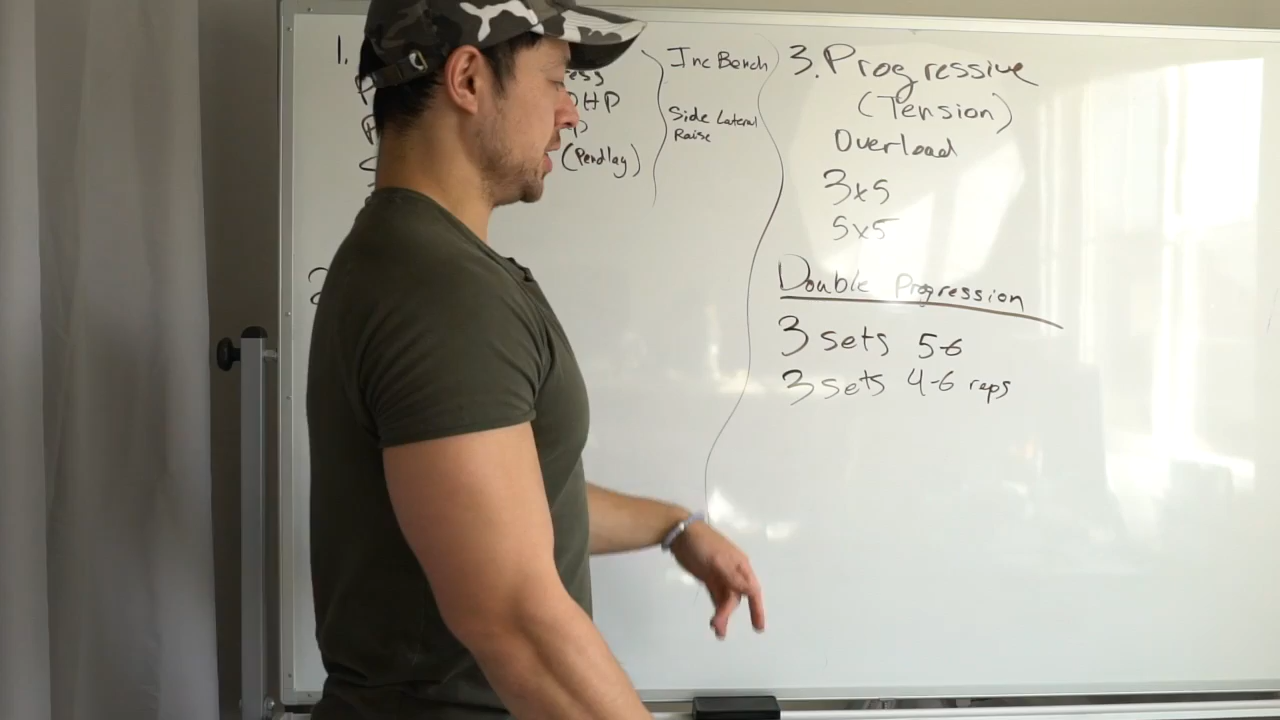 1.
OHP
(Pendlay)
2
Inc Bench
Side Lateral
Raise
3. Progressive
(Tension)
Overload
3x5
5x5
Double Progression
3 sets 5-6
3 sets 4-6 reps